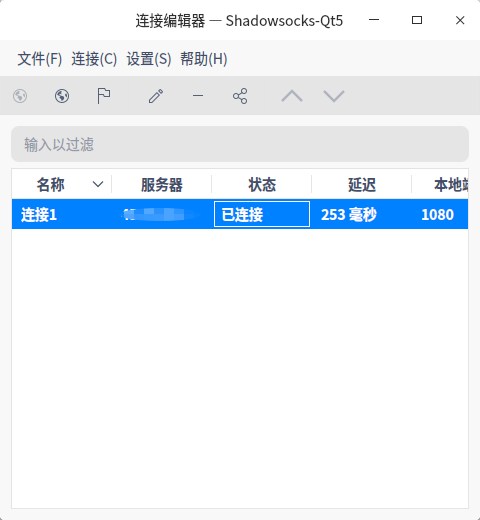 连接编辑器 — Shadowsocks-Qt5
文件(F) 连接(C) 设置(S) 帮助(H)
输入以过滤
名称 服务器 状态 延迟 本地端
连接1 已连接 253 毫秒 1080